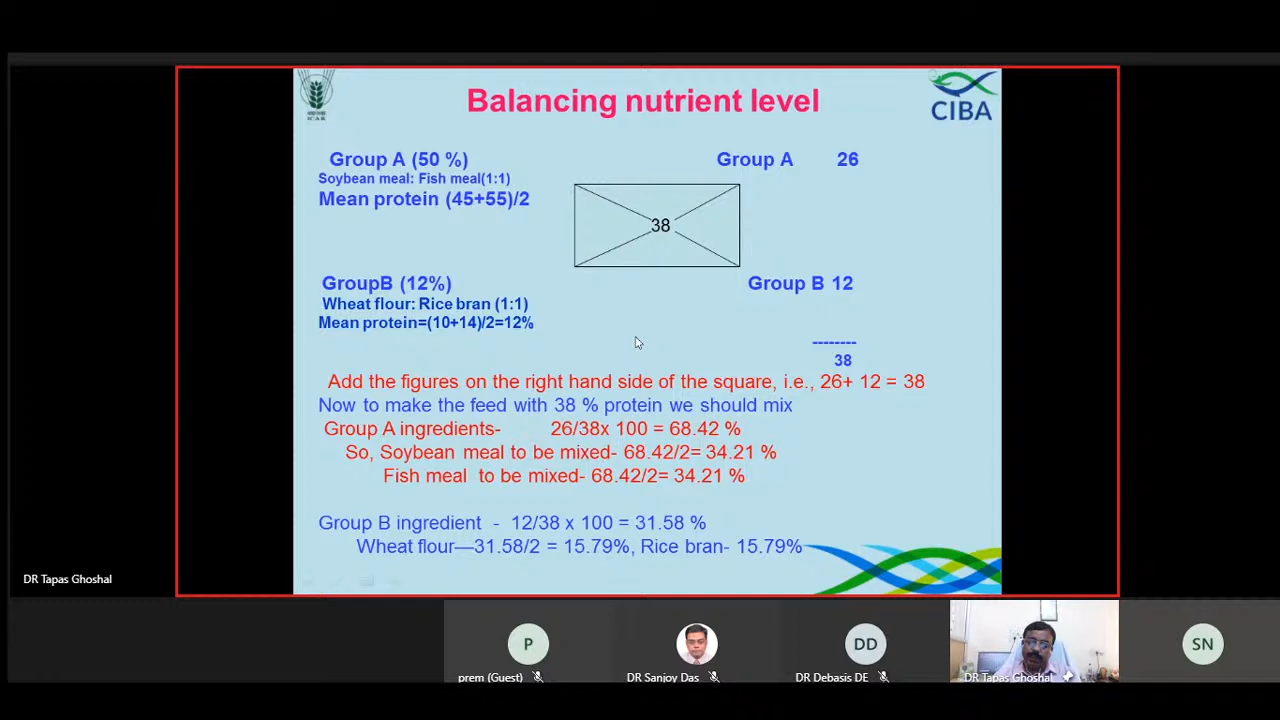 Balancing nutrient level
ICAR
CIBA
Group A (50 %)
Soybean meal: Fish meal(1:1)
Mean protein (45+55)/2
Group A 26
38
GroupB (12%)
Wheat flour: Rice bran (1:1)
Mean protein=(10+14)/2=12%
Group B 12
--------
38
Add the figures on the right hand side of the square, i.e., 26+ 12 = 38
Now to make the feed with 38 % protein we should mix
Group A ingredients- 26/38x 100 = 68.42 %
So, Soybean meal to be mixed- 68.42/2= 34.21 %
Fish meal to be mixed- 68.42/2= 34.21 %
Group B ingredient - 12/38 x 100 = 31.58 %
Wheat flour—31.58/2 = 15.79%, Rice bran- 15.79%
DR Tapas Ghoshal
P
prem (Guest)
DR Sanjoy Das
DD
DR Debasis DE
DR Tapas Ghoshal
SN